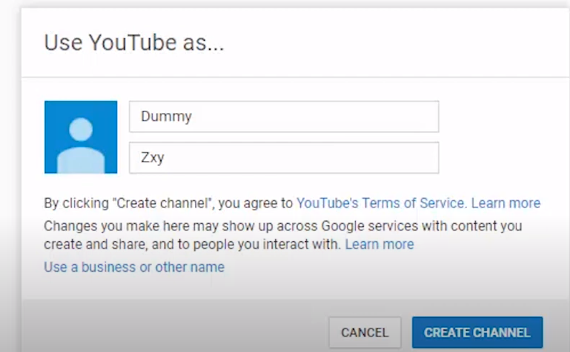 Use YouTube as...
Dummy
Zxy
By clicking "Create channel", you agree to YouTube's Terms of Service. Learn more
Changes you make here may show up across Google services with content you
create and share, and to people you interact with. Learn more
Use a business or other name
CANCEL CREATE CHANNEL